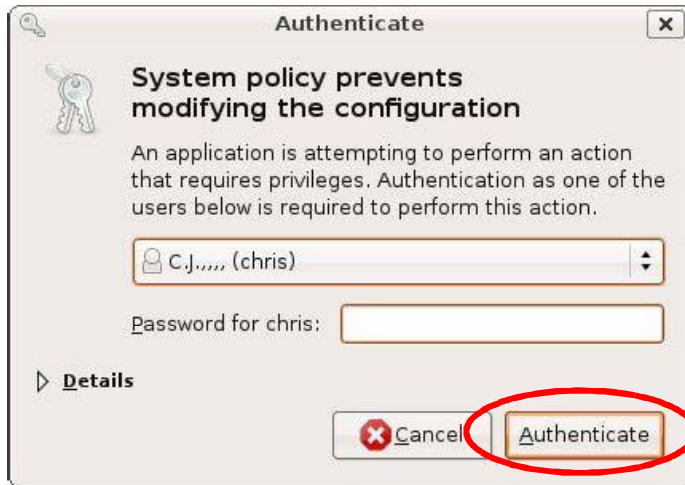 Authenticate
System policy prevents
modifying the configuration
An application is attempting to perform an action
that requires privileges. Authentication as one of the
users below is required to perform this action.
C.J.,,,,, (chris)
Password for chris:
Details
Cancel Authenticate